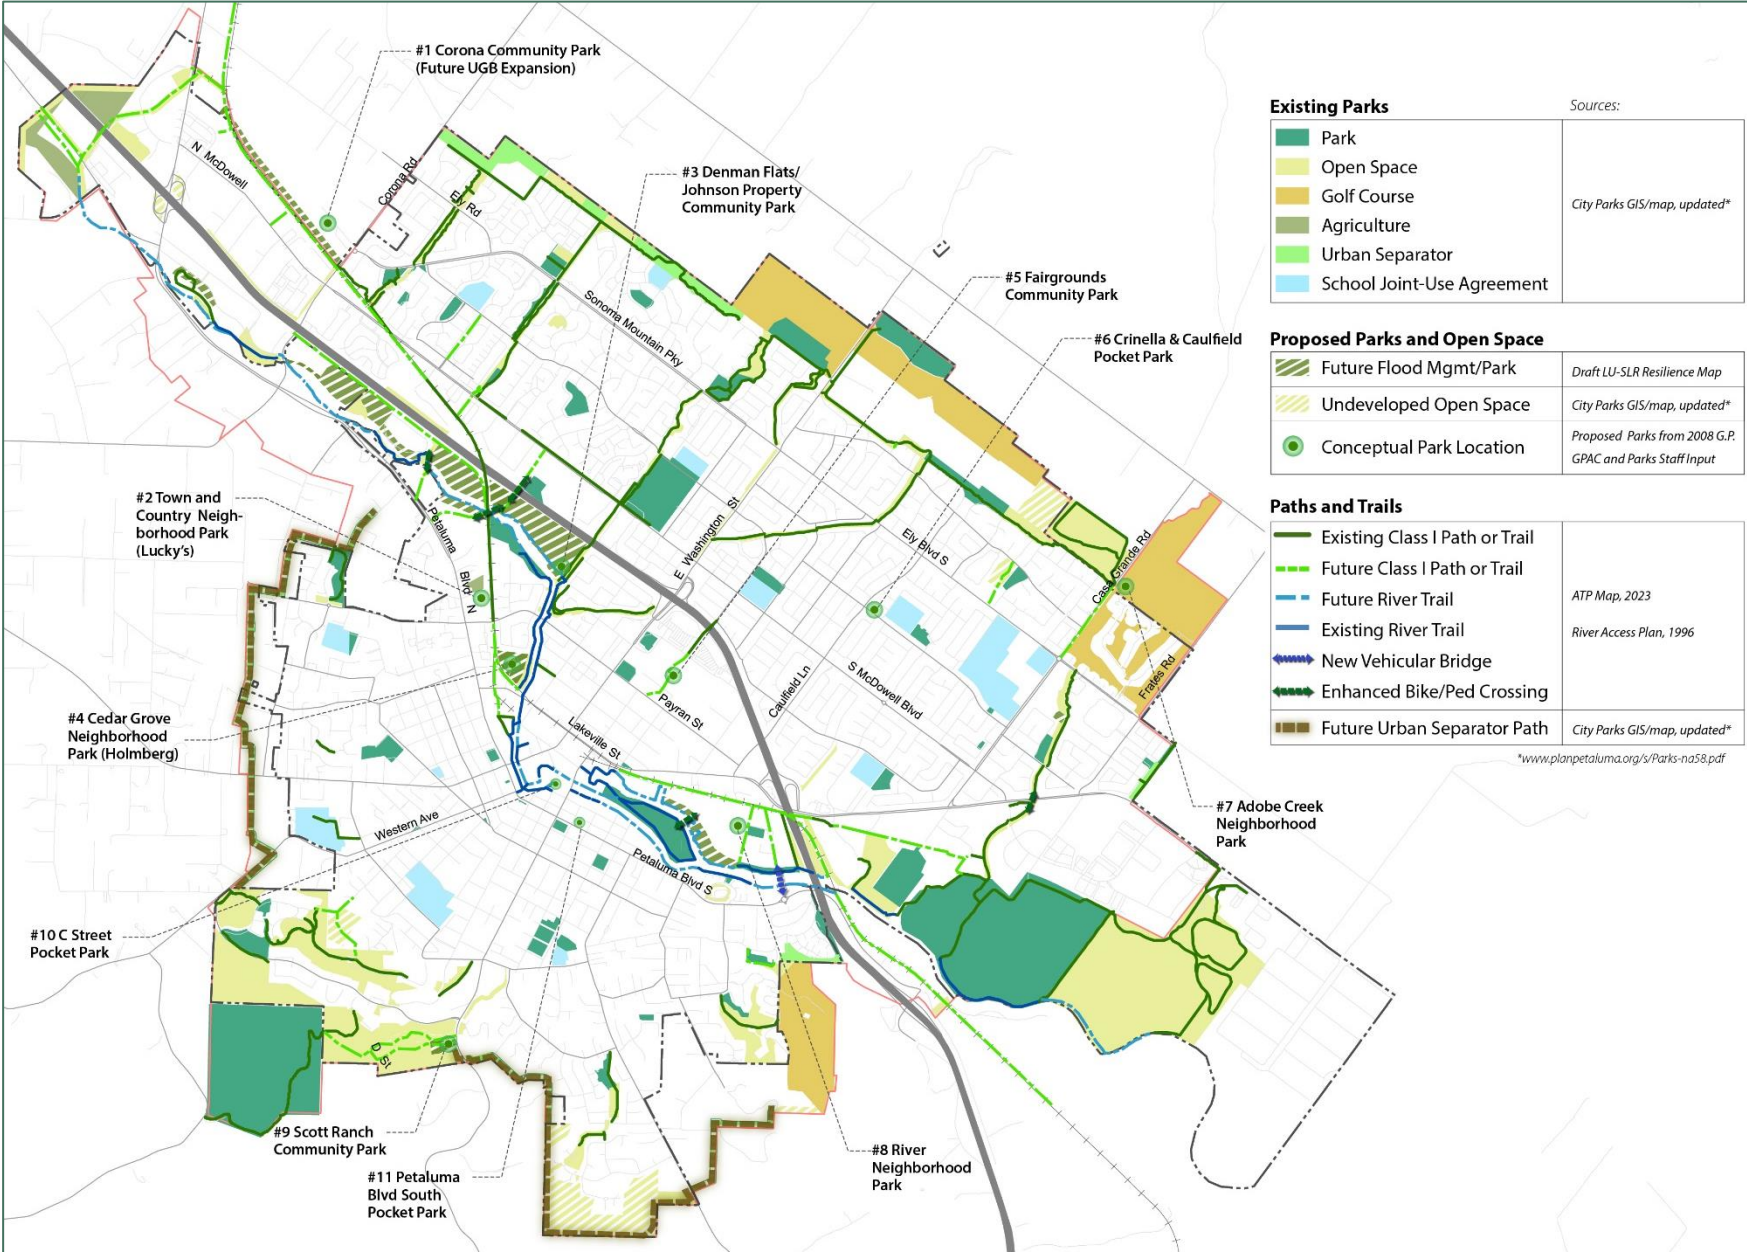 #1 Corona Community Park
(Future UGB Expansion)
#3 Denman Flats/
Johnson Property
Community Park
#5 Fairgrounds
Community Park
#6 Crinella & Caulfield
Pocket Park
#2 Town and
Country Neigh-
borhood Park
(Lucky's)
#4 Cedar Grove
Neighborhood
Park (Holmberg)
#7 Adobe Creek
Neighborhood
Park
#10 C Street
Pocket Park
#9 Scott Ranch
Community Park
#11 Petaluma
Blvd South
Pocket Park
#8 River
Neighborhood
Park
N McDowell
Corona Rd
Ely Rd
Sonoma Mountain Pky
E Washington St
Ely Blvd S
Casa Grande Rd
Frates Rd
Petaluma Blvd N
Payran St
Caulfield Ln
S McDowell Blvd
Lakeville St
Western Ave
Petaluma Blvd S
D St
Existing Parks
Sources:
Park
Open Space
Golf Course
Agriculture
Urban Separator
School Joint-Use Agreement
City Parks GIS/map, updated*
Proposed Parks and Open Space
Future Flood Mgmt/Park
Draft LU-SLR Resilience Map
Undeveloped Open Space
City Parks GIS/map, updated*
Conceptual Park Location
Proposed Parks from 2008 G.P.
GPAC and Parks Staff Input
Paths and Trails
Existing Class I Path or Trail
Future Class I Path or Trail
Future River Trail
Existing River Trail
New Vehicular Bridge
Enhanced Bike/Ped Crossing
ATP Map, 2023
River Access Plan, 1996
Future Urban Separator Path
City Parks GIS/map, updated*
*www.planpetaluma.org/s/Parks-na58.pdf